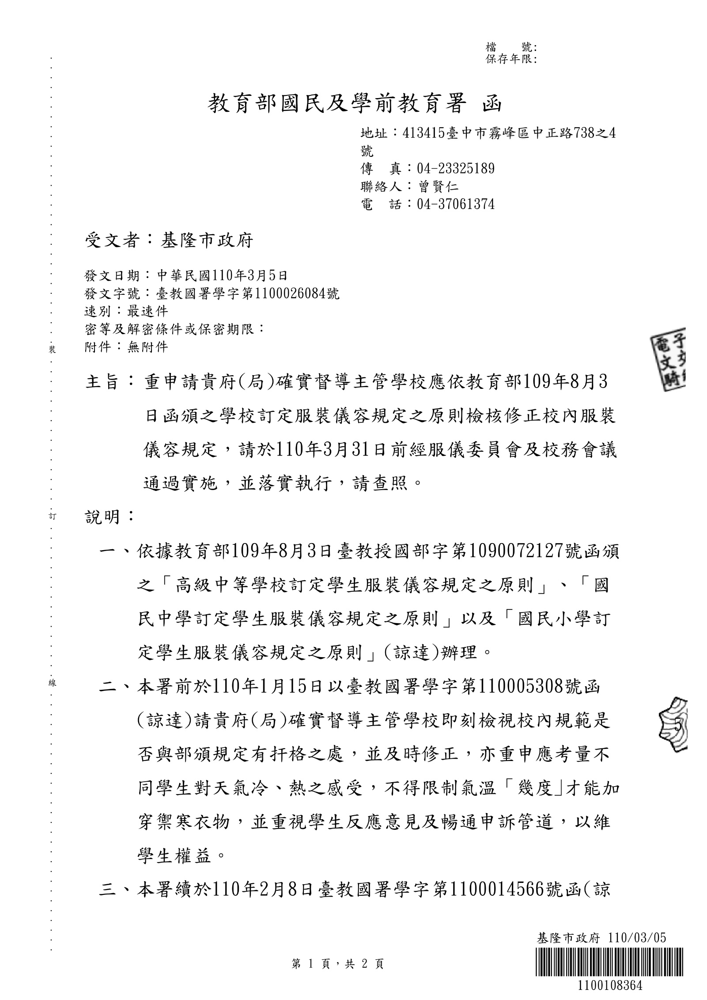 檔　　號:
保存年限:
教育部國民及學前教育署 函
地址：413415臺中市霧峰區中正路738之4
號
傳　真：04-23325189
聯絡人：曾賢仁
電　話：04-37061374
受文者：基隆市政府
發文日期：中華民國110年3月5日
發文字號：臺教國署學字第1100026084號
速別：最速件
密等及解密條件或保密期限：
附件：無附件
主旨：重申請貴府(局)確實督導主管學校應依教育部109年8月3
日函頒之學校訂定服裝儀容規定之原則檢核修正校內服裝
儀容規定，請於110年3月31日前經服儀委員會及校務會議
通過實施，並落實執行，請查照。
說明：
一、依據教育部109年8月3日臺教授國部字第1090072127號函頒
之「高級中等學校訂定學生服裝儀容規定之原則」、「國
民中學訂定學生服裝儀容規定之原則」以及「國民小學訂
定學生服裝儀容規定之原則」(諒達)辦理。
二、本署前於110年1月15日以臺教國署學字第110005308號函
(諒達)請貴府(局)確實督導主管學校即刻檢視校內規範是
否與部頒規定有扞格之處，並及時修正，亦重申應考量不
同學生對天氣冷、熱之感受，不得限制氣溫「幾度」才能加
穿禦寒衣物，並重視學生反應意見及暢通申訴管道，以維
學生權益。
三、本署續於110年2月8日臺教國署學字第1100014566號函(諒
裝
訂
線
電子
文
騎
5
基隆市政府 110/03/05
第 1 頁，共 2 頁
1100108364